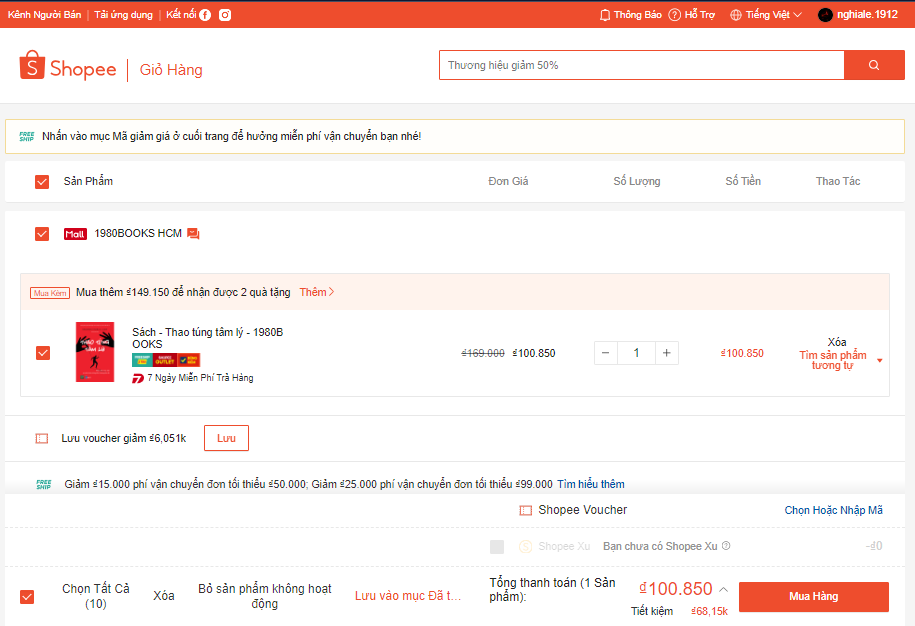 Kênh Người Bán | Tải ứng dụng | Kết nối Thông Báo Hỗ Trợ Tiếng Việt nghiale.1912
Shopee | Giỏ Hàng Thương hiệu giảm 50%
FREE SHIP Nhấn vào mục Mã giảm giá ở cuối trang để hưởng miễn phí vận chuyển bạn nhé!
Sản Phẩm Đơn Giá Số Lượng Số Tiền Thao Tác
Mall 1980BOOKS HCM
Mua Kèm Mua thêm ₫149.150 để nhận được 2 quà tặng Thêm
THAO TÚNG
TÂM LÝ
Sách - Thao túng tâm lý - 1980B
OOKS
₫169.000 ₫100.850 − 1 + ₫100.850
Xóa
Tìm sản phẩm
tương tự
7 Ngày Miễn Phí Trả Hàng
Lưu voucher giảm ₫6,051k Lưu
FREE SHIP Giảm ₫15.000 phí vận chuyển đơn tối thiểu ₫50.000; Giảm ₫25.000 phí vận chuyển đơn tối thiểu ₫99.000 Tìm hiểu thêm
Shopee Voucher Chọn Hoặc Nhập Mã
Shopee Xu Bạn chưa có Shopee Xu -₫0
Chọn Tất Cả
(10)
Xóa
Bỏ sản phẩm không hoạt
động
Lưu vào mục Đã t...
Tổng thanh toán (1 Sản
phẩm):
₫100.850
Tiết kiệm ₫68,15k
Mua Hàng